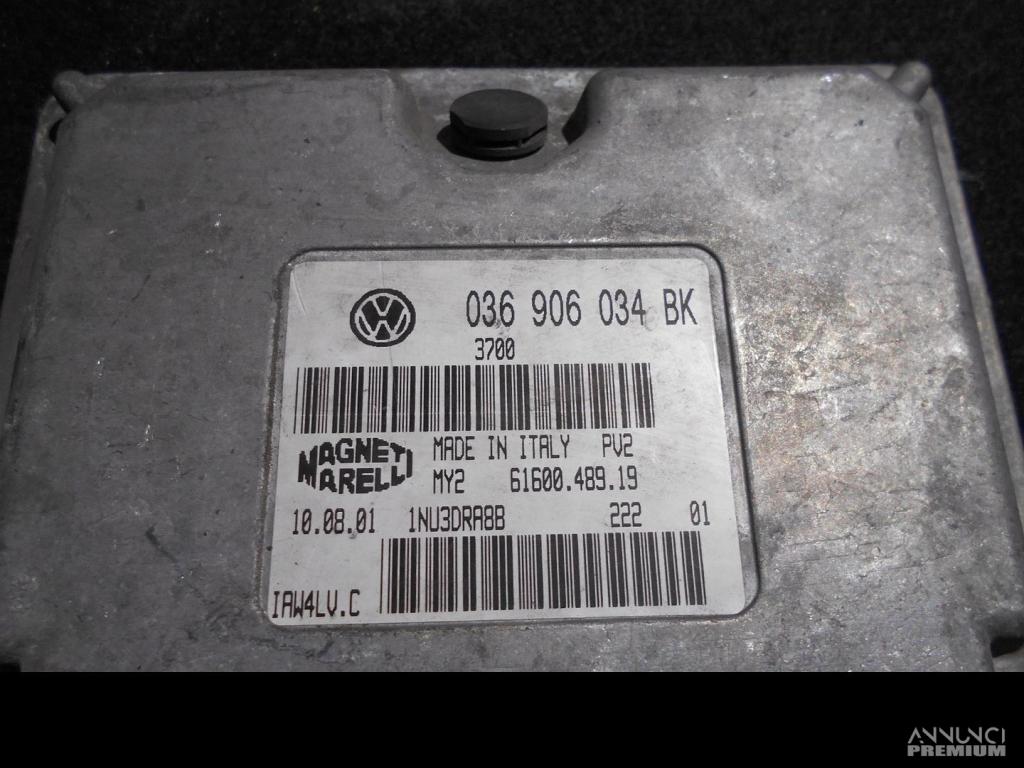 036 906 034 BK
3700
MAGNETI MARELLI
MADE IN ITALY PV2
MY2 61600.489.19
10.08.01 1NU3DRA8B 222 01
IAW4LV.C
ANNUNCI
PREMIUM